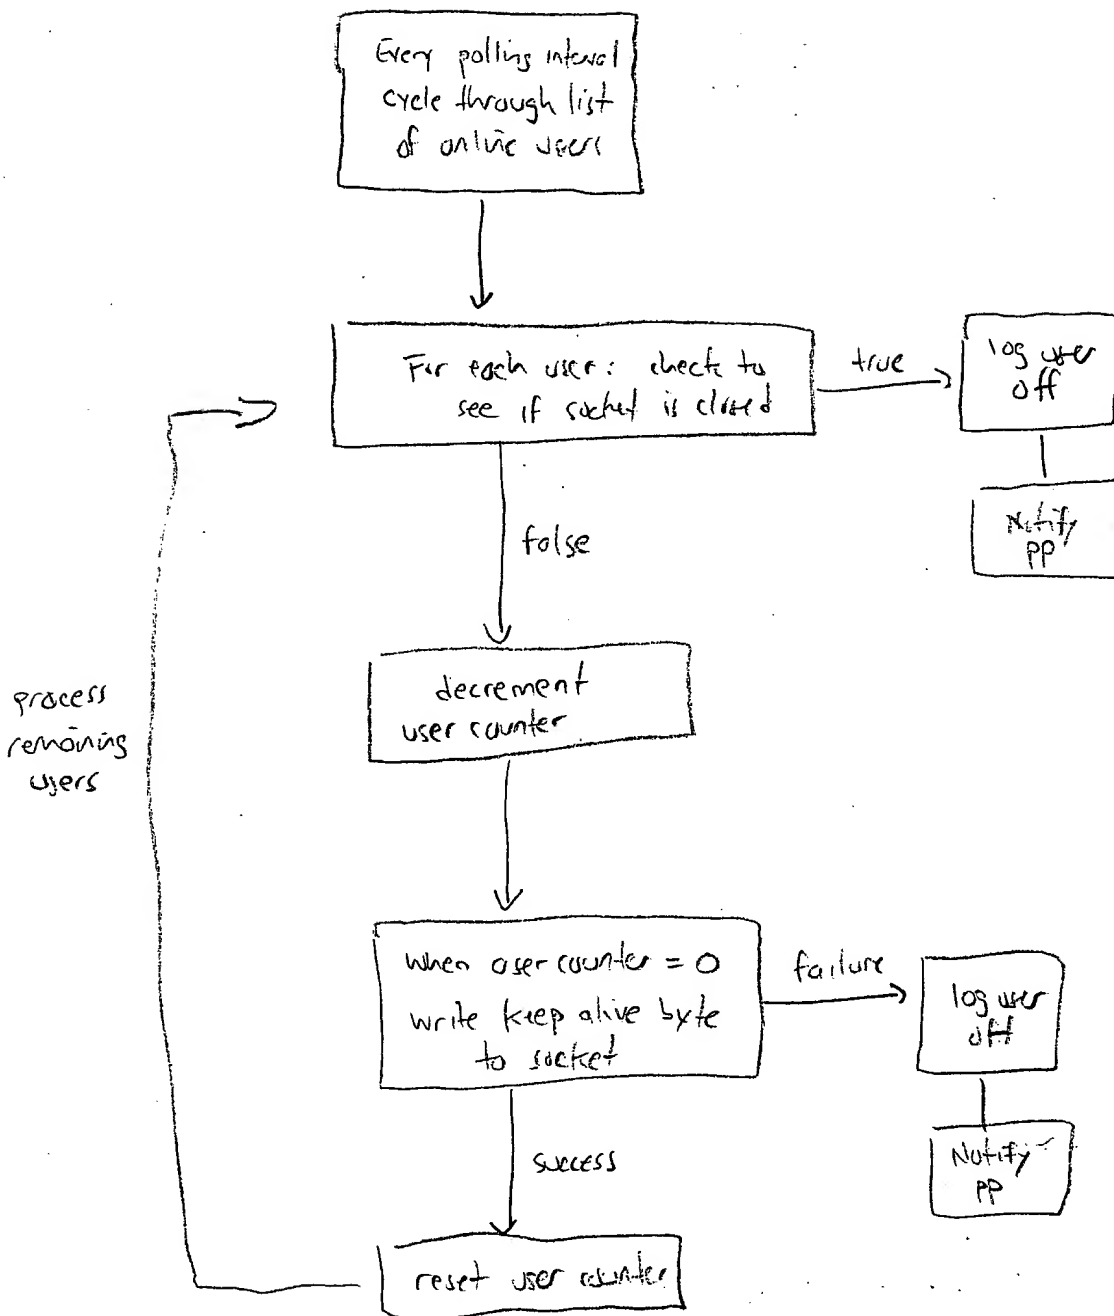 Every polling interval
cycle through list
of online users
For each user: check to
see if socket is closed
true
log user
off
Notify
PP
false
decrement
user counter
process
remaining
users
when user counter = 0
write keep alive byte
to socket
failure
log user
off
Notify
PP
success
reset user counter